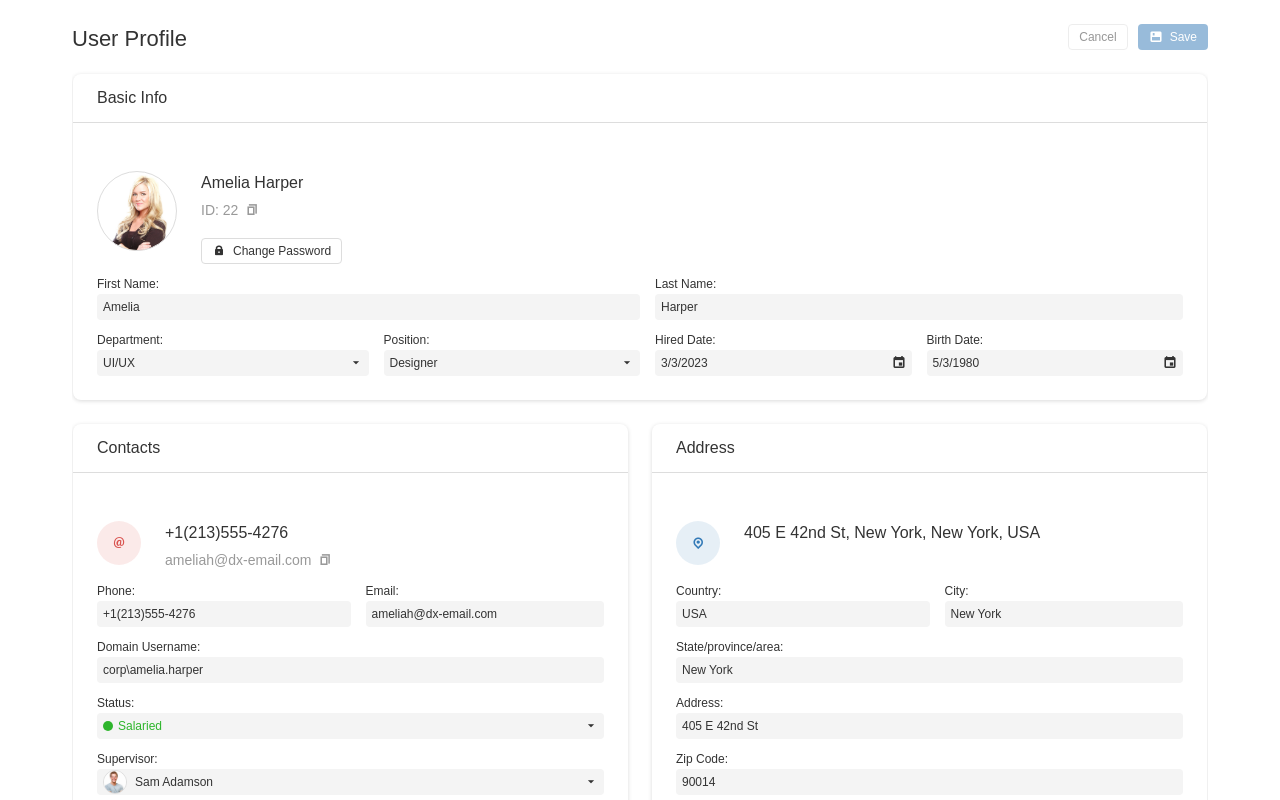 User Profile
Cancel
Save
Basic Info
Amelia Harper
ID: 22
Change Password
First Name:
Last Name:
Amelia
Harper
Department:
Position:
Hired Date:
Birth Date:
UI/UX
Designer
3/3/2023
5/3/1980
Contacts
+1(213)555-4276
ameliah@dx-email.com
Phone:
Email:
+1(213)555-4276
ameliah@dx-email.com
Domain Username:
corp\amelia.harper
Status:
Salaried
Supervisor:
Sam Adamson
Address
405 E 42nd St, New York, New York, USA
Country:
City:
USA
New York
State/province/area:
New York
Address:
405 E 42nd St
Zip Code:
90014